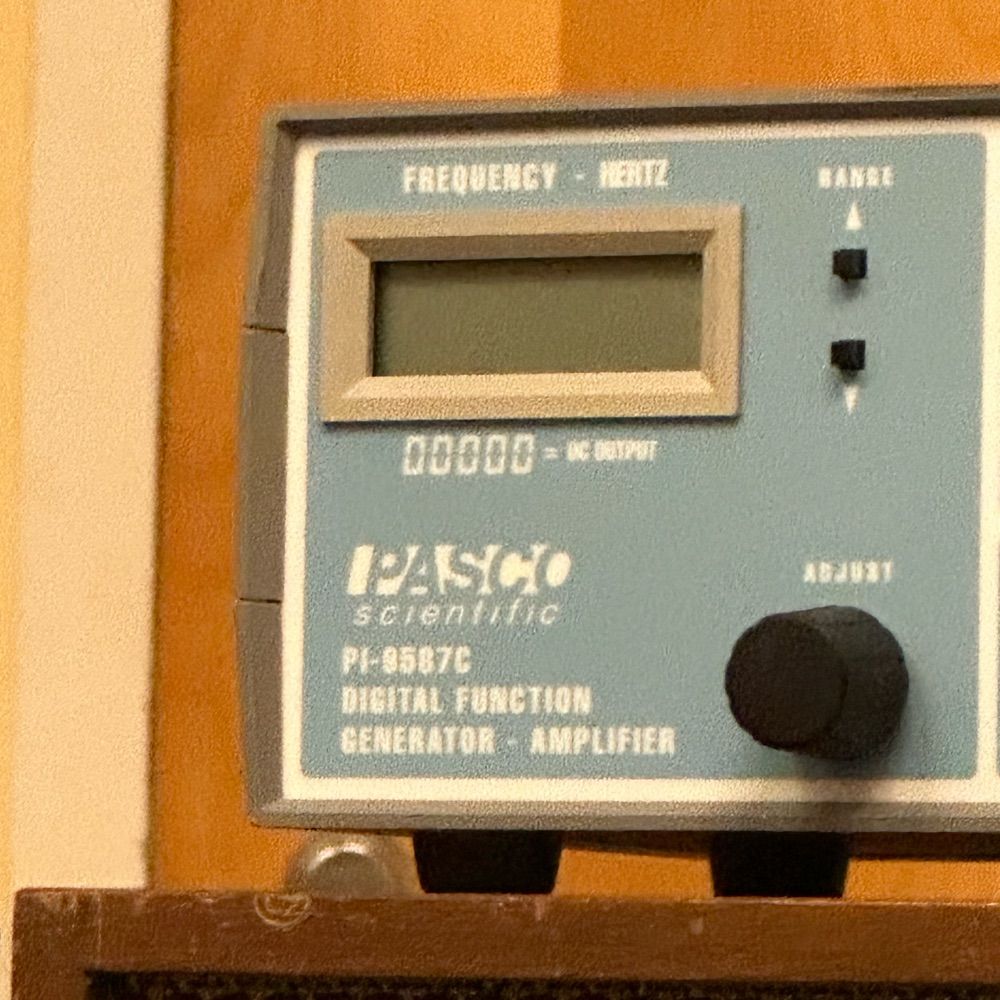 FREQUENCY - HERTZ
RANGE
00000 = DC OUTPUT
PASCO
scientific
ADJUST
PI-9587C
DIGITAL FUNCTION
GENERATOR - AMPLIFIER